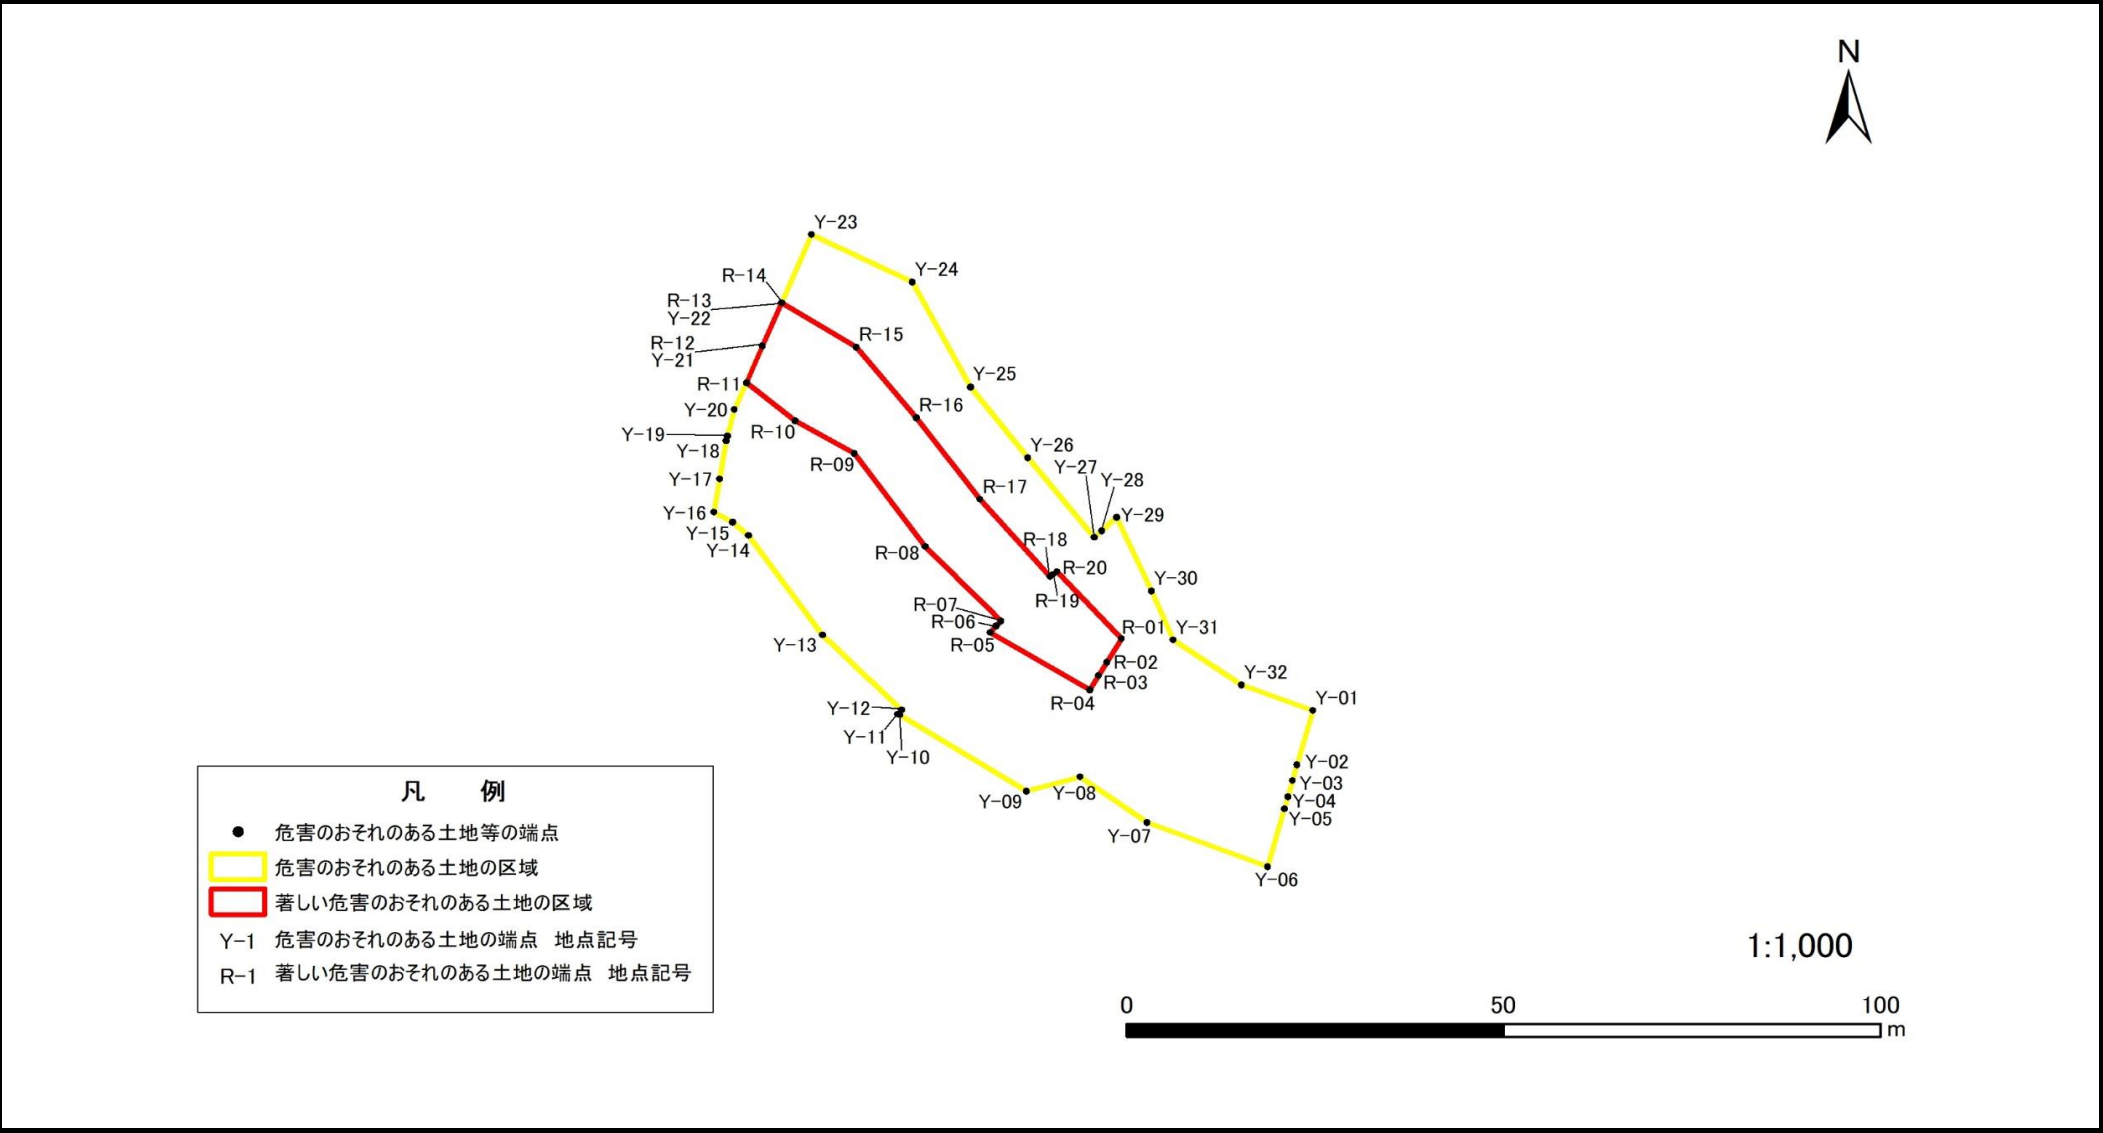 N
Y-23
Y-24
R-14
R-13
Y-22
R-15
R-12
Y-21
Y-25
R-11
R-16
Y-20
R-10
Y-19
Y-18
Y-26
R-09
Y-27
Y-28
Y-17
R-17
Y-16
Y-29
Y-15
R-18
Y-14
R-08
R-20
Y-30
R-19
R-07
R-06
R-01
Y-31
R-05
Y-13
R-02
Y-32
R-03
R-04
Y-01
Y-12
Y-11
Y-10
Y-02
Y-03
Y-08
Y-09
Y-04
Y-05
Y-07
Y-06
凡 例
危害のおそれのある土地等の端点
危害のおそれのある土地の区域
著しい危害のおそれのある土地の区域
Y-1 危害のおそれのある土地の端点 地点記号
R-1 著しい危害のおそれのある土地の端点 地点記号
1:1,000
0 50 100
m